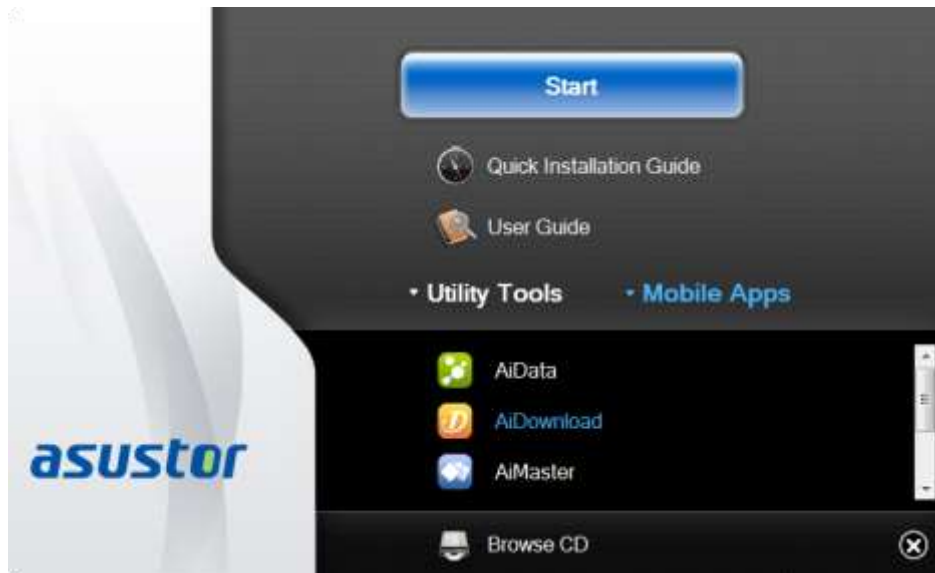 Start
Quick Installation Guide
User Guide
Utility Tools
Mobile Apps
AiData
AiDownload
AiMaster
asustor
Browse CD